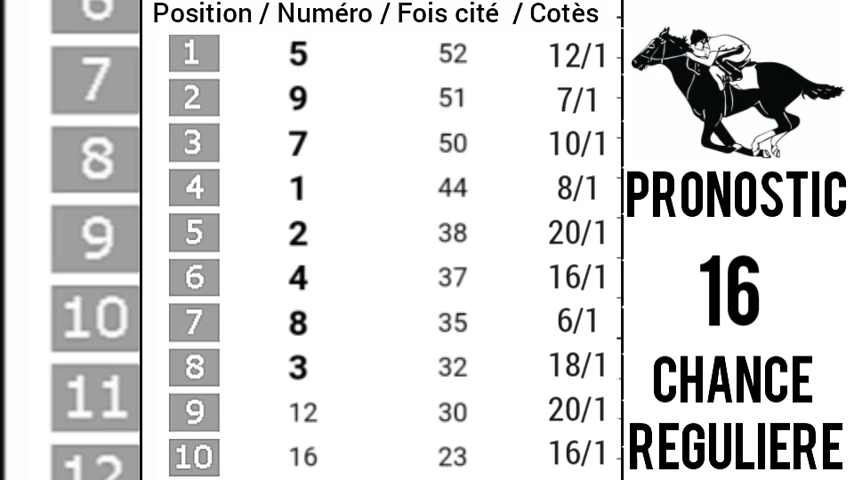 6
7
8
9
10
11
12
Position / Numéro / Fois cité / Cotès
1 5 52 12/1
2 9 51 7/1
3 7 50 10/1
4 1 44 8/1
5 2 38 20/1
6 4 37 16/1
7 8 35 6/1
8 3 32 18/1
9 12 30 20/1
10 16 23 16/1
PRONOSTIC
16
CHANCE
REGULIERE